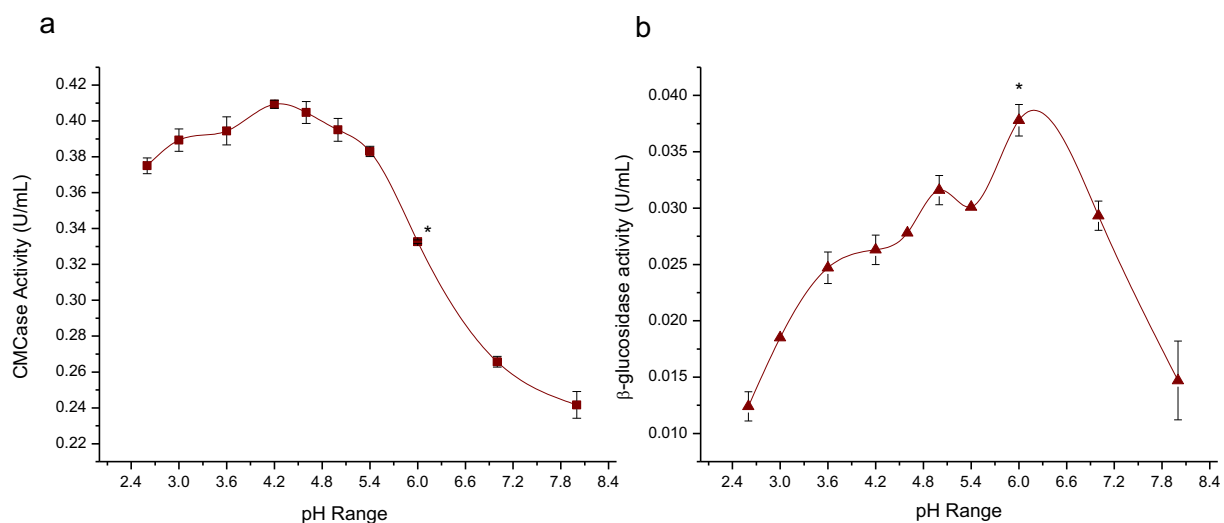 a
CMCase Activity (U/mL)
0.42
0.40
0.38
0.36
0.34
0.32
0.30
0.28
0.26
0.24
0.22
*
2.4 3.0 3.6 4.2 4.8 5.4 6.0 6.6 7.2 7.8 8.4
pH Range
b
β-glucosidase activity (U/mL)
0.040
0.035
0.030
0.025
0.020
0.015
0.010
*
2.4 3.0 3.6 4.2 4.8 5.4 6.0 6.6 7.2 7.8 8.4
pH Range